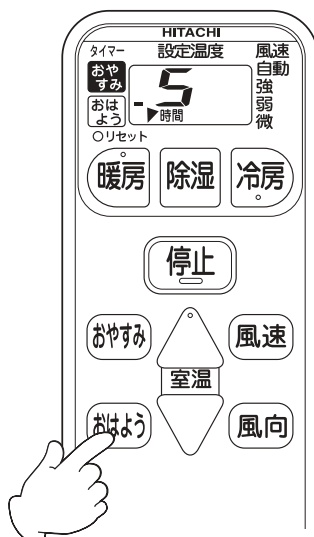 HITACHI
タイマー 設定温度 風速
おやすみ
おはよう
-5
▶時間
自動
強
弱
微
○リセット
暖房 除湿 冷房
停止
おやすみ 風速
室温
おはよう 風向